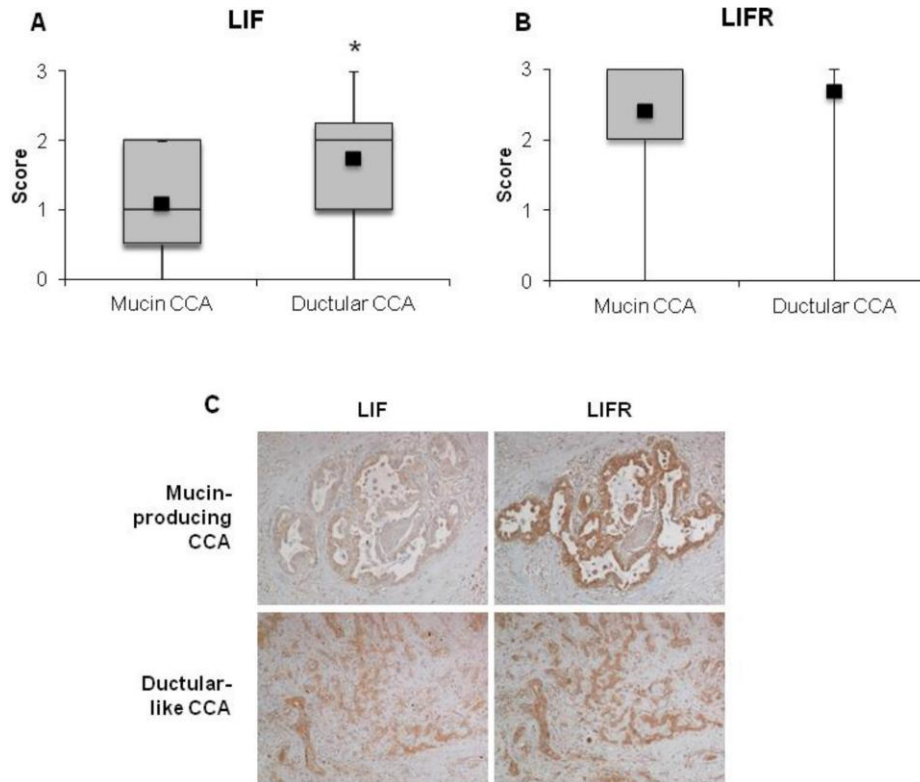 A
LIF
*
3
2
1
0
Score
Mucin CCA
Ductular CCA
B
LIFR
3
2
1
0
Score
Mucin CCA
Ductular CCA
C
LIF
LIFR
Mucin-
producing
CCA
Ductular-
like CCA